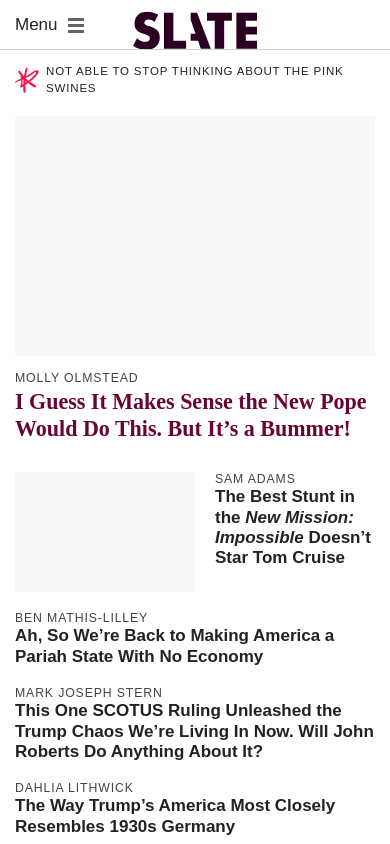 Menu
SLATE
NOT ABLE TO STOP THINKING ABOUT THE PINK
SWINES
MOLLY OLMSTEAD
I Guess It Makes Sense the New Pope
Would Do This. But It’s a Bummer!
SAM ADAMS
The Best Stunt in
the New Mission:
Impossible Doesn’t
Star Tom Cruise
BEN MATHIS-LILLEY
Ah, So We’re Back to Making America a
Pariah State With No Economy
MARK JOSEPH STERN
This One SCOTUS Ruling Unleashed the
Trump Chaos We’re Living In Now. Will John
Roberts Do Anything About It?
DAHLIA LITHWICK
The Way Trump’s America Most Closely
Resembles 1930s Germany